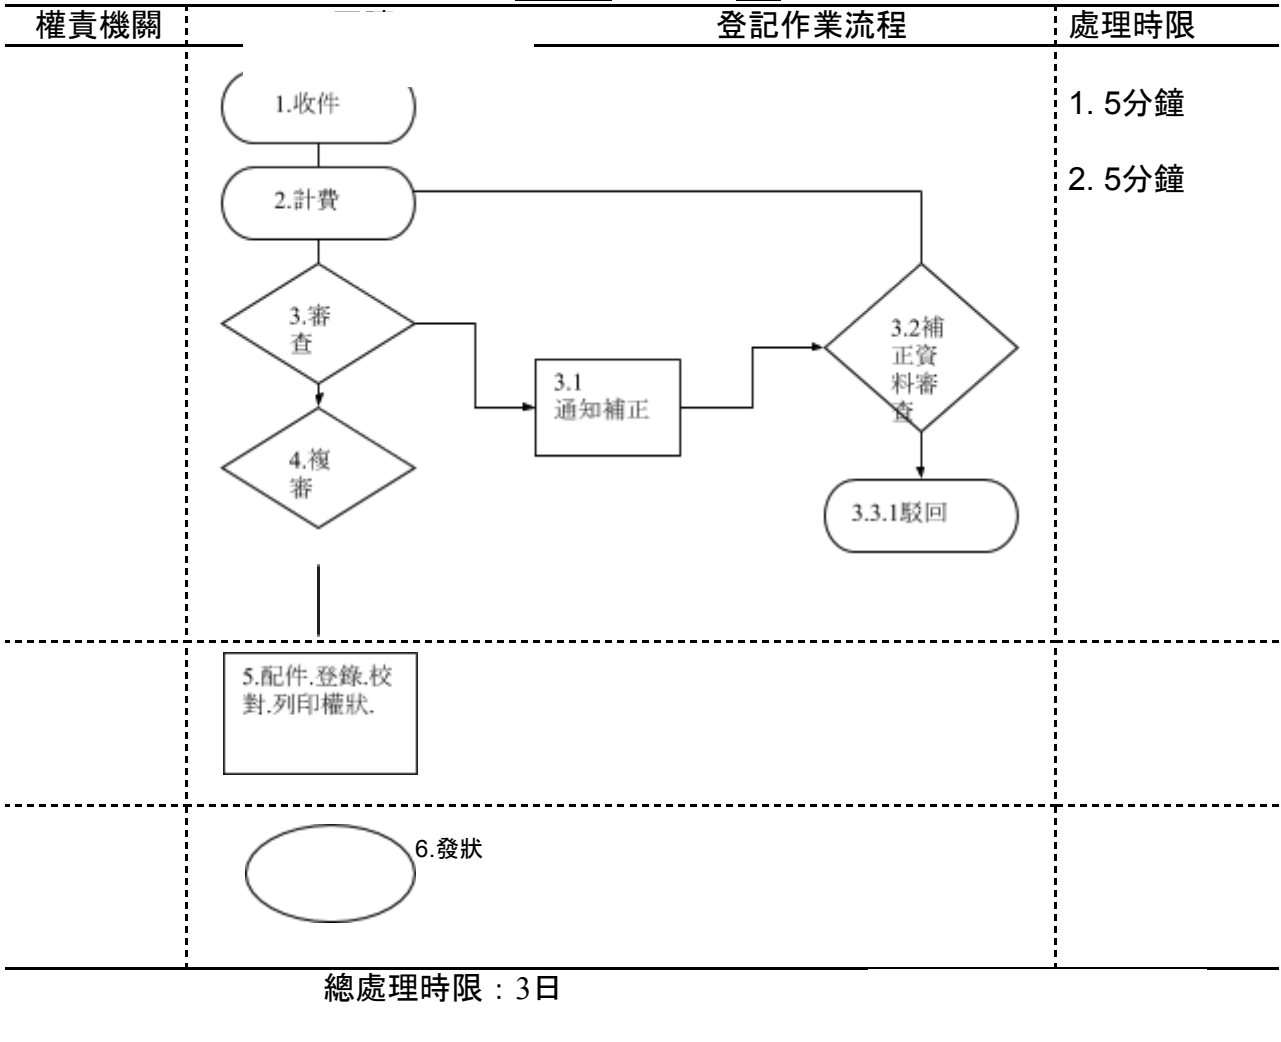 權責機關
登記作業流程
處理時限
1.收件
1. 5分鐘
2.計費
2. 5分鐘
3.審
查
3.1
通知補正
3.2補
正資
料審
查
4.複
審
3.3.1駁回
5.配件.登錄.校
對.列印權狀.
6.發狀
總處理時限：3日